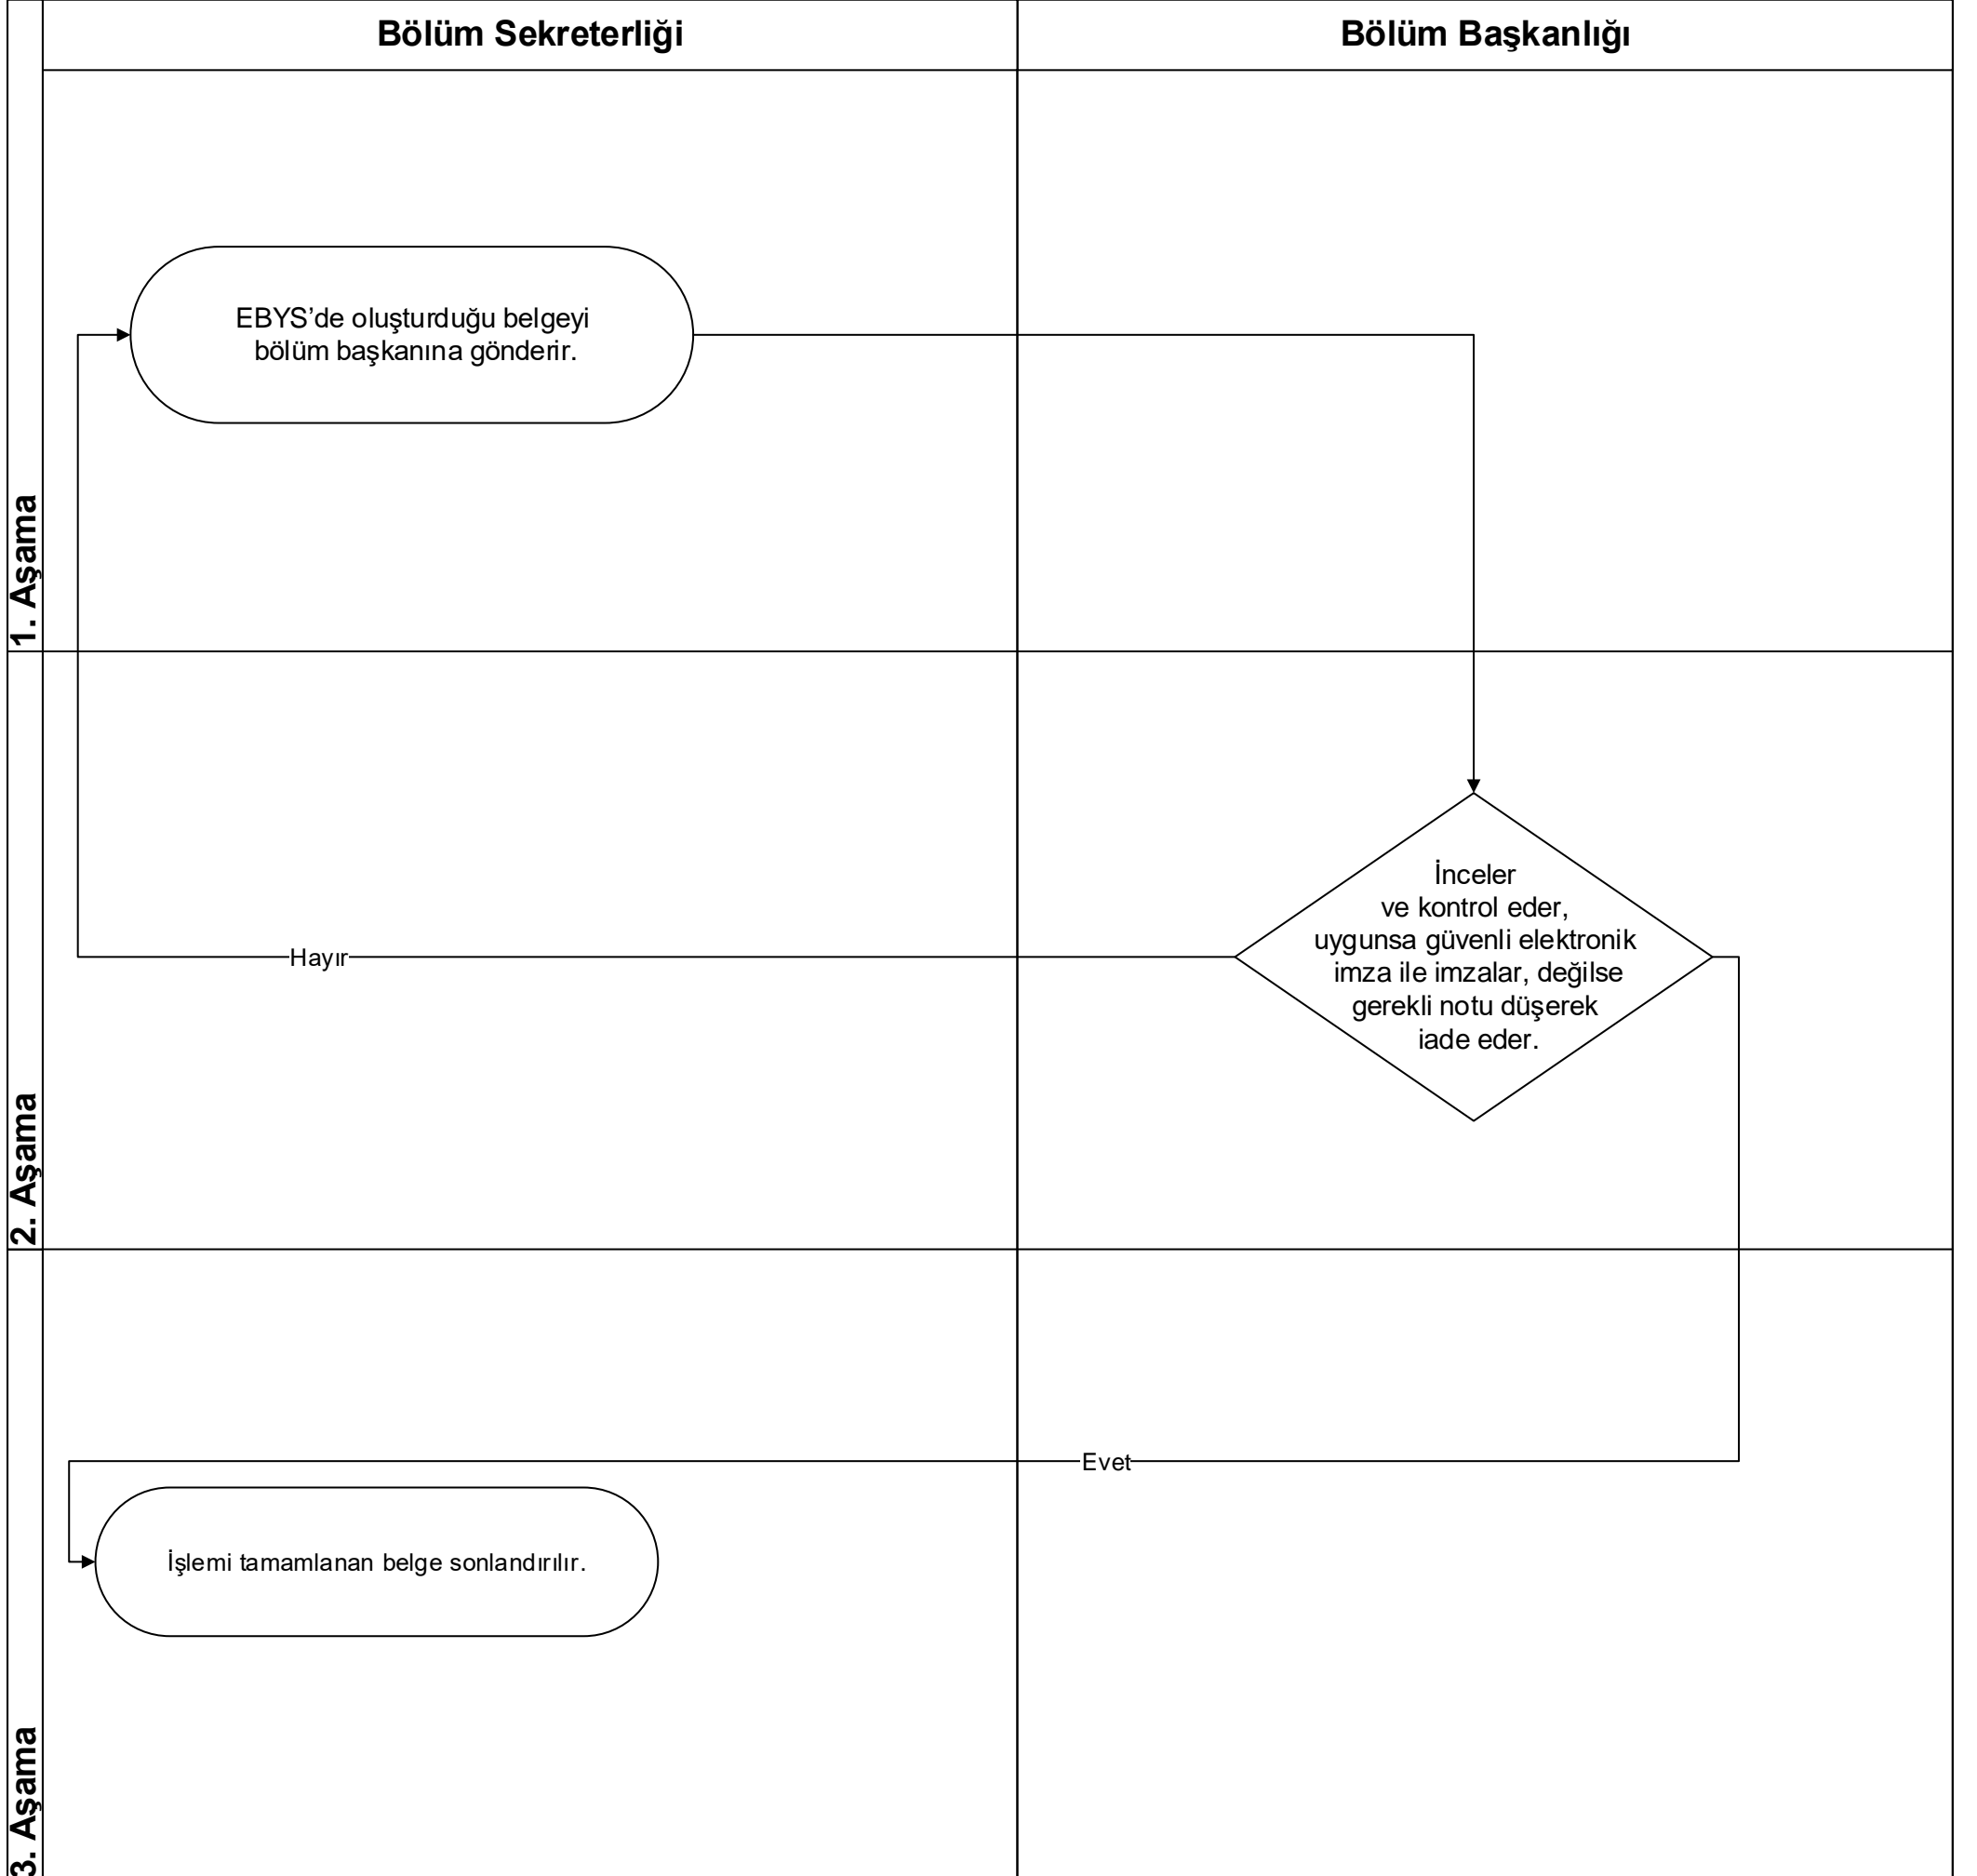 Bölüm Sekreterliği
Bölüm Başkanlığı
1. Aşama
EBYS’de oluşturduğu belgeyi
bölüm başkanına gönderir.
2. Aşama
İnceler
ve kontrol eder,
uygunsa güvenli elektronik
imza ile imzalar, değilse
gerekli notu düşerek
iade eder.
Hayır
3. Aşama
Evet
İşlemi tamamlanan belge sonlandırılır.